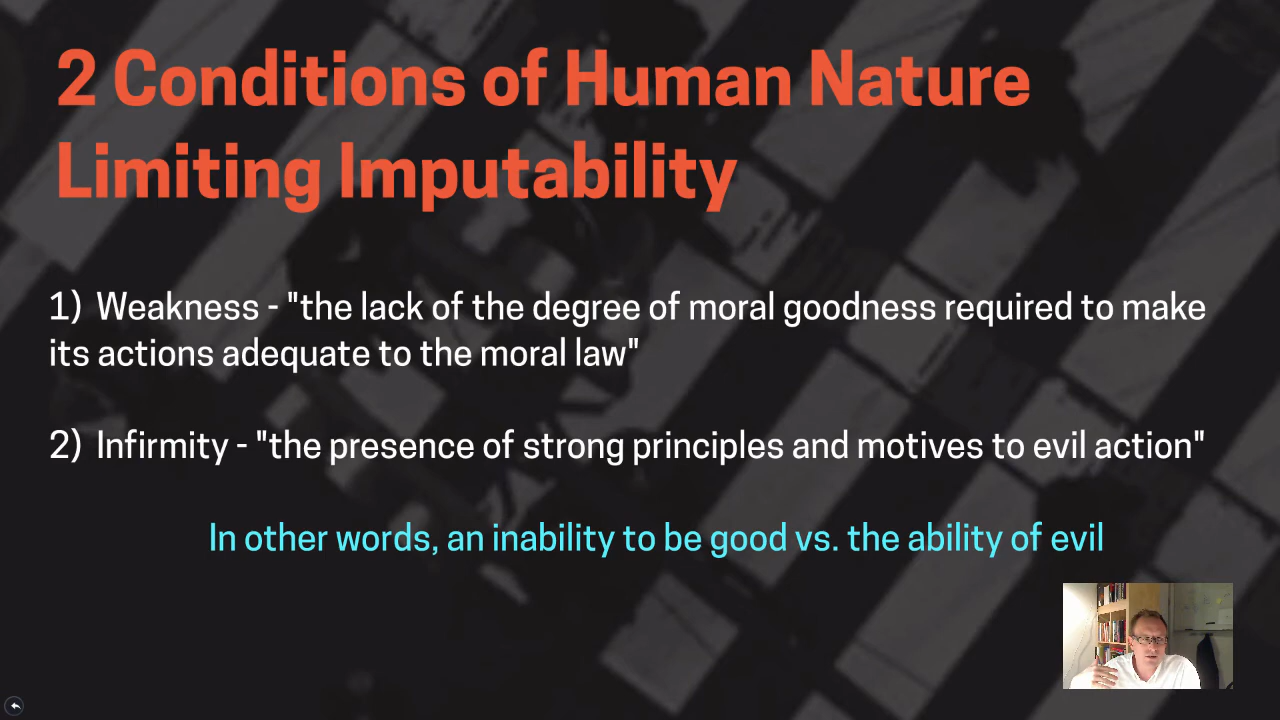 2 Conditions of Human Nature
Limiting Imputability
1) Weakness - "the lack of the degree of moral goodness required to make
its actions adequate to the moral law"
2) Infirmity - "the presence of strong principles and motives to evil action"
In other words, an inability to be good vs. the ability of evil